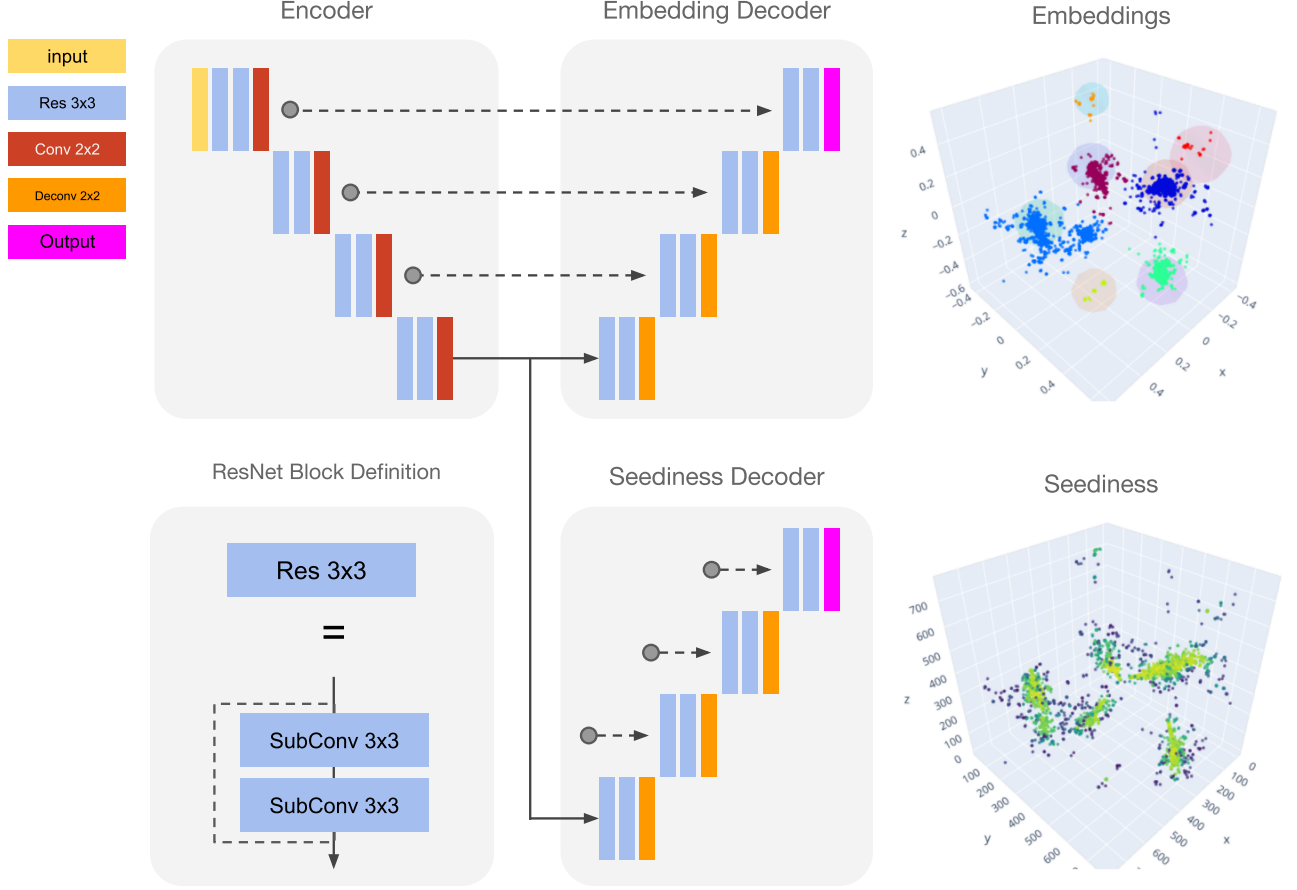 Encoder
Embedding Decoder
Embeddings
input
Res 3x3
Conv 2x2
Deconv 2x2
Output
0.4
0.2
0
−0.2
−0.4
−0.6
z
−0.4
−0.2
0
0.2
0.4
y
−0.4
−0.2
0
0.2
0.4
x
ResNet Block Definition
Seediness Decoder
Seediness
Res 3x3
=
SubConv 3x3
SubConv 3x3
700
600
500
400
300
200
100
0
z
0
100
200
300
400
500
600
y
0
100
200
300
400
500
600
x